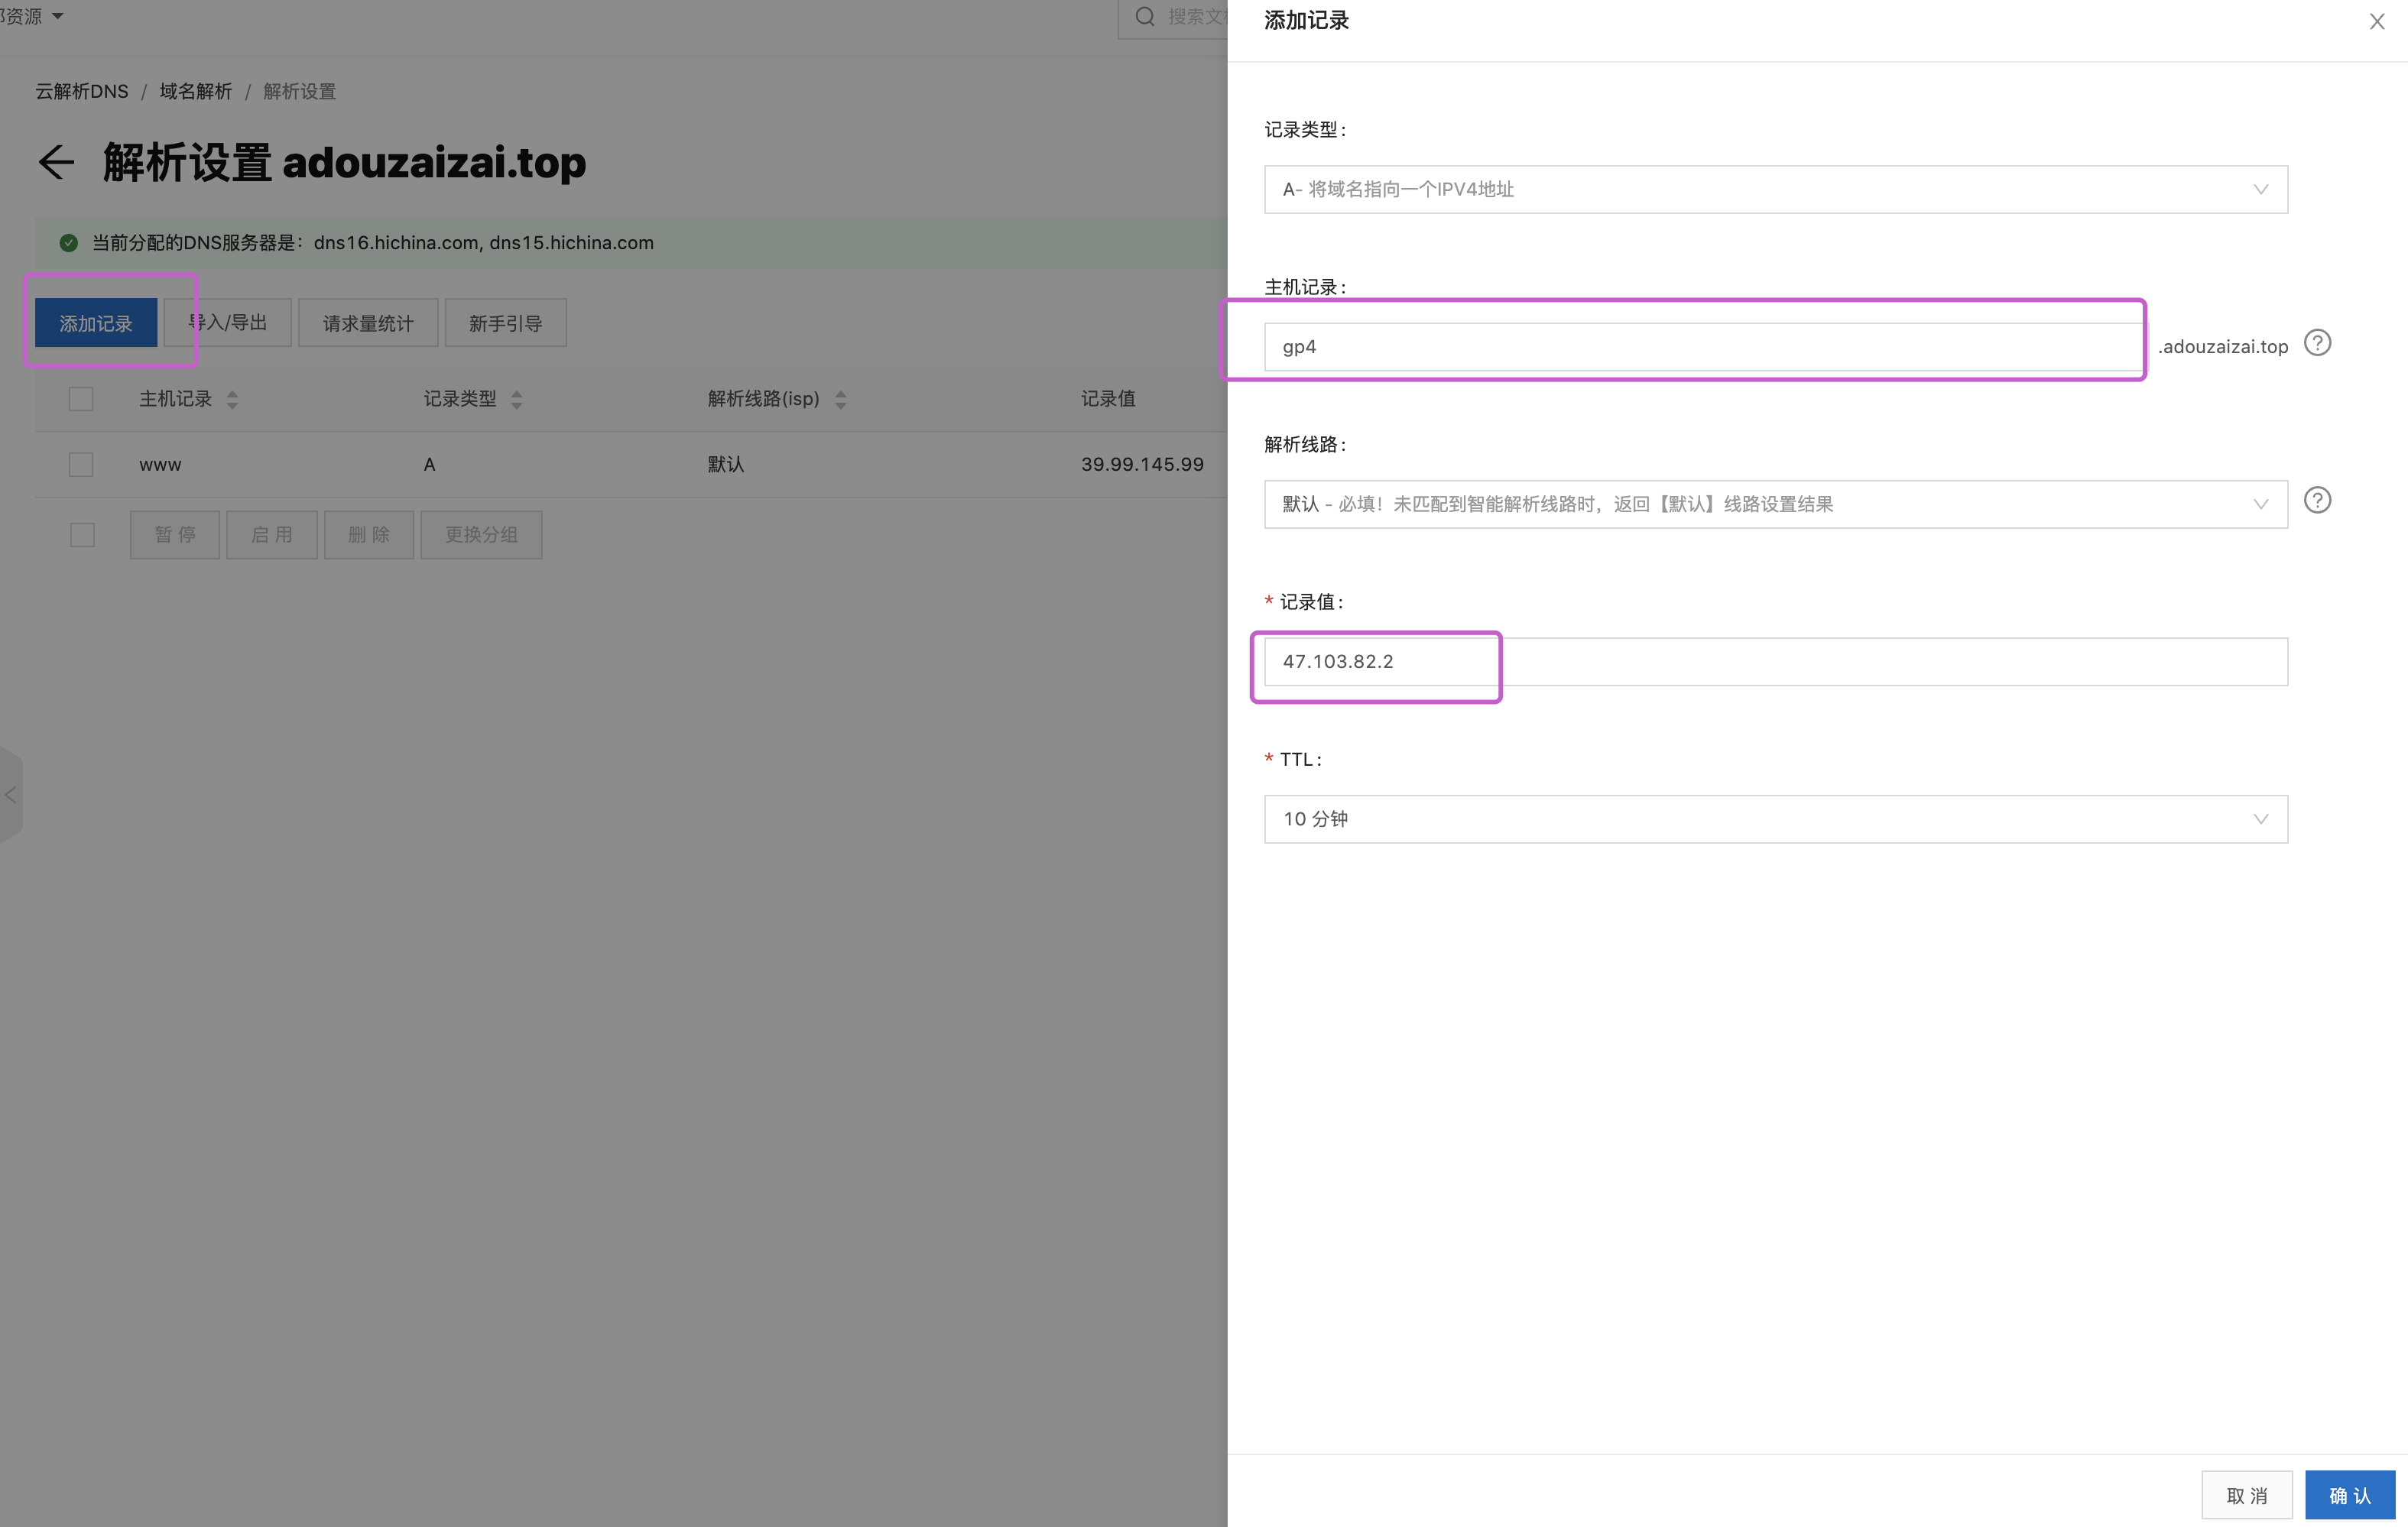 资源
搜索文
云解析DNS / 域名解析 / 解析设置
解析设置 adouzaizai.top
当前分配的DNS服务器是：dns16.hichina.com, dns15.hichina.com
添加记录 导入/导出 请求量统计 新手引导
主机记录 记录类型 解析线路(isp) 记录值
www A 默认 39.99.145.99
暂 停 启 用 删 除 更换分组
添加记录
记录类型：
A- 将域名指向一个IPV4地址
主机记录：
gp4 .adouzaizai.top
解析线路：
默认 - 必填！未匹配到智能解析线路时，返回【默认】线路设置结果
* 记录值：
47.103.82.2
* TTL：
10 分钟
取 消 确 认